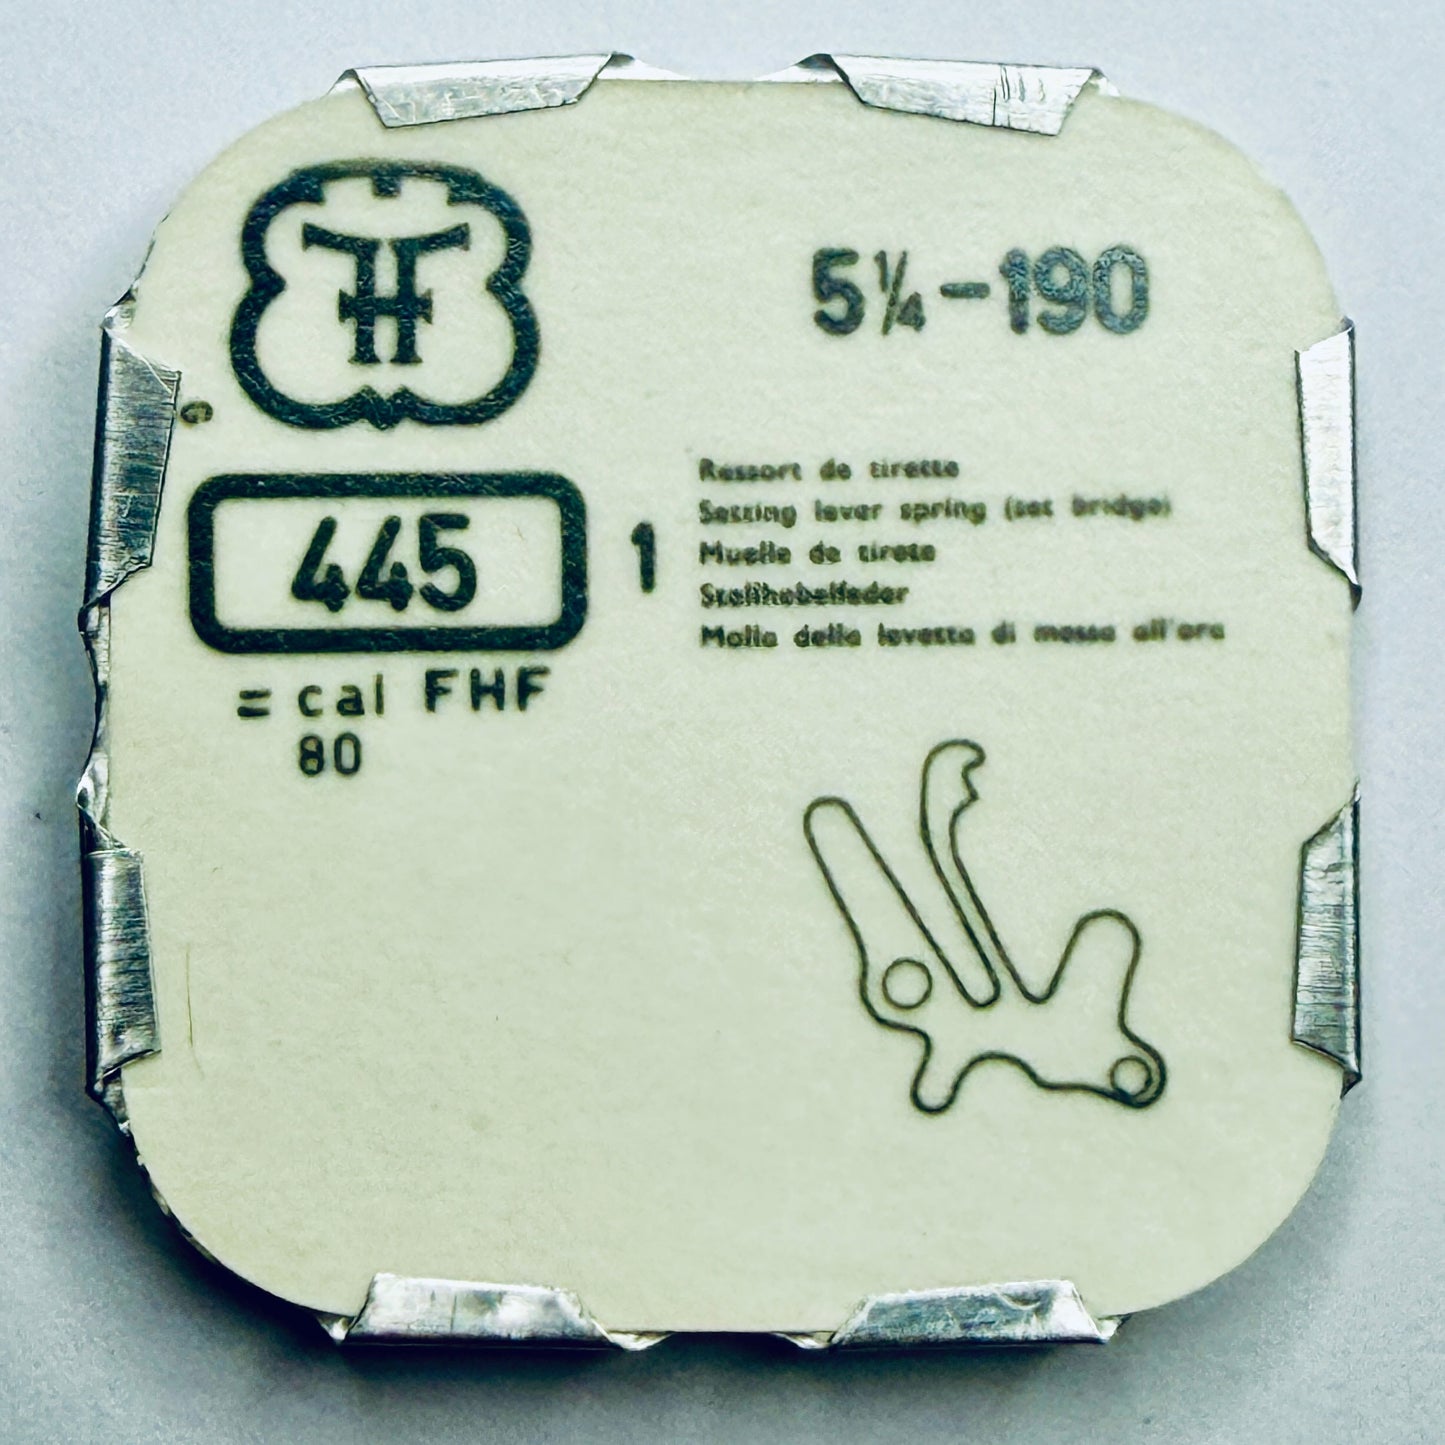 FHF
5¼-190
G
445
1
= cal FHF
80
Ressort de tirette
Setting lever spring (set bridge)
Muelle de tirete
Stellhebelfeder
Molla della levetta di messa all'ora